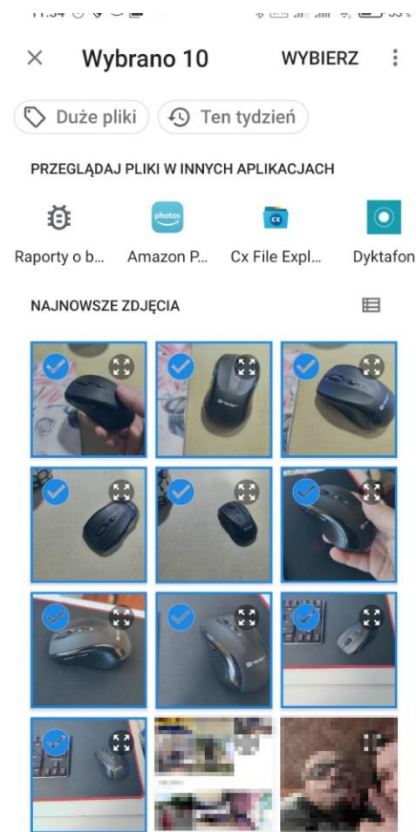 Wybrano 10 WYBIERZ
Duże pliki Ten tydzień
PRZEGLĄDAJ PLIKI W INNYCH APLIKACJACH
photos CX
Raporty o b... Amazon P... Cx File Expl... Dyktafon
NAJNOWSZE ZDJĘCIA